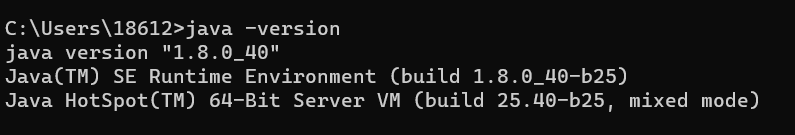 C:\Users\18612>java -version
java version "1.8.0_40"
Java(TM) SE Runtime Environment (build 1.8.0_40-b25)
Java HotSpot(TM) 64-Bit Server VM (build 25.40-b25, mixed mode)